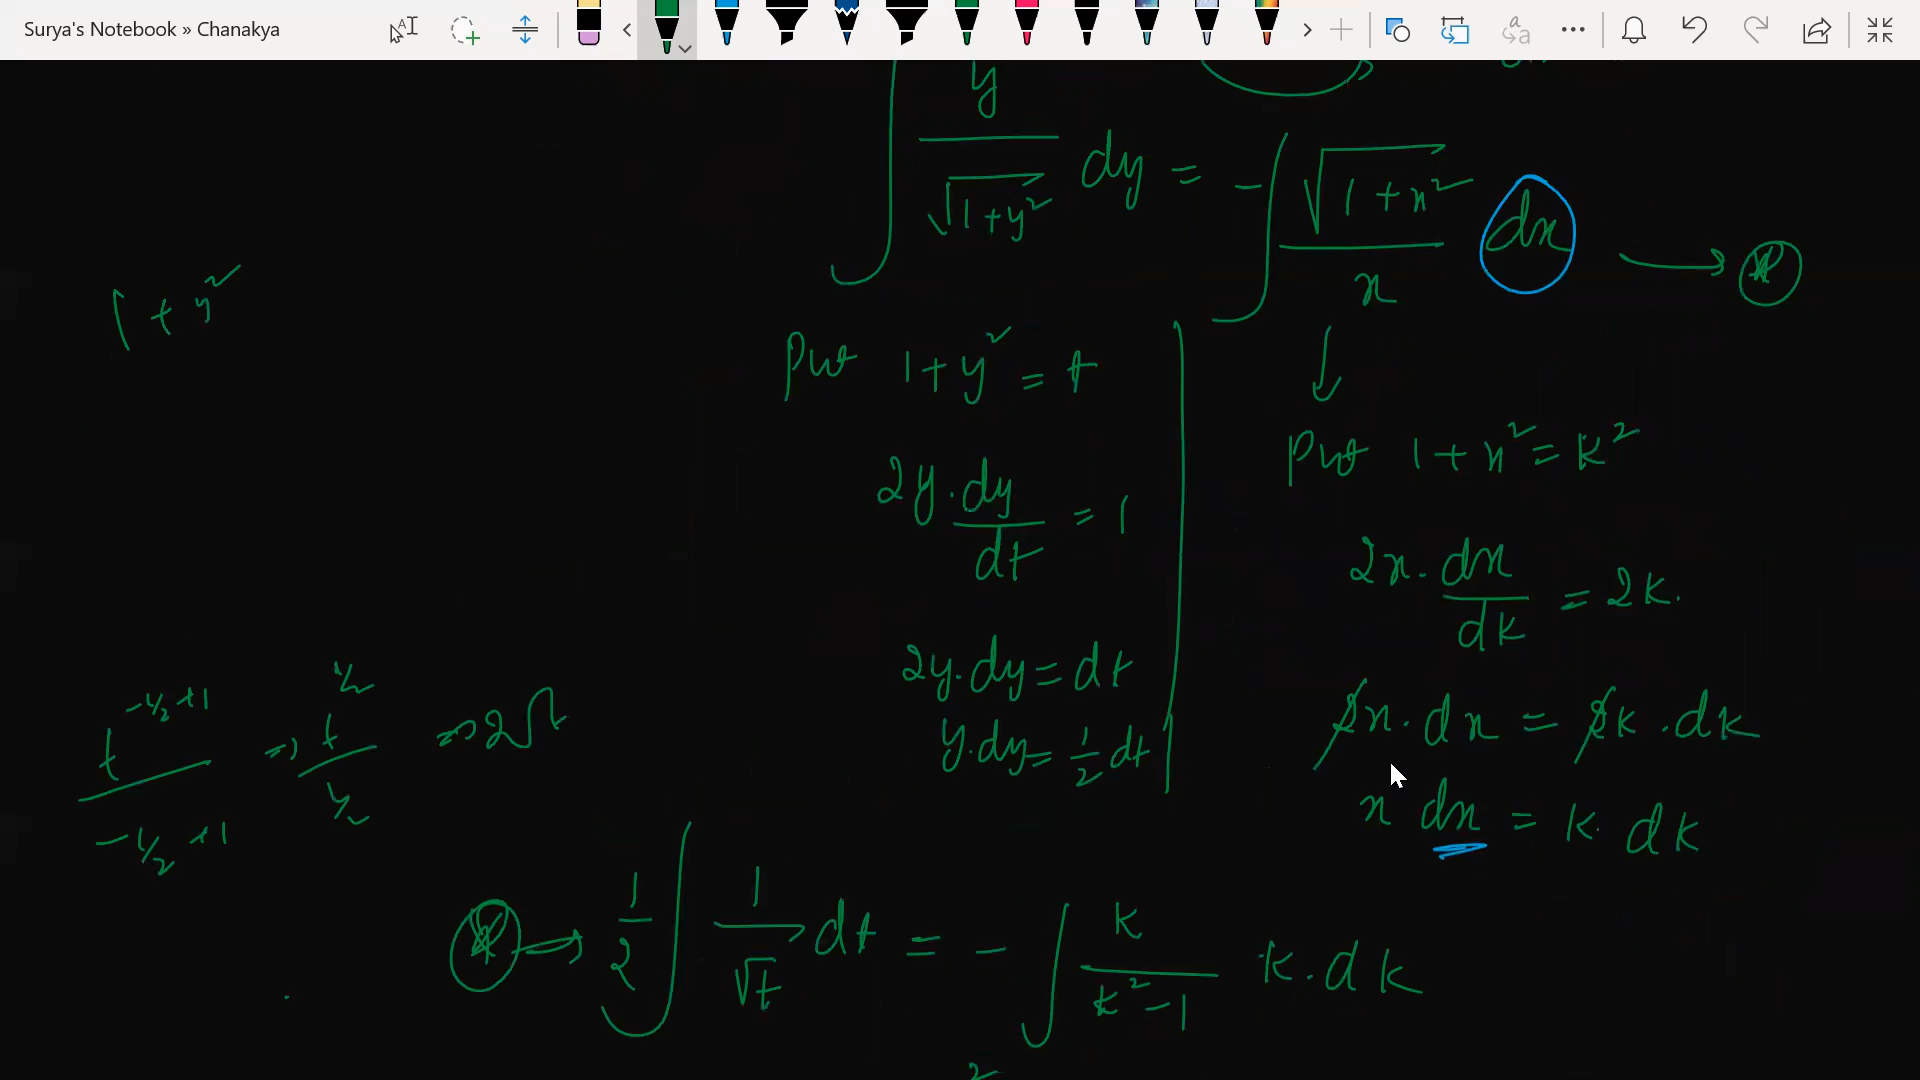 Surya's Notebook » Chanakya
∫ y/√(1+y²) dy = -∫ √(1+x²)/x dx → *
1 + y²
Put 1+y² = t
Put 1+x² = k²
2y. dy/dt = 1
2x. dx/dk = 2k.
2y.dy = dt
2x.dx = 2k.dk
y.dy = 1/2 dt
x dx = k. dk
t^(-1/2+1)/(-1/2+1) => t^(1/2)/(1/2) => 2√t
* → 1/2 ∫ 1/√t dt = -∫ k/(k²-1) k.dk
2